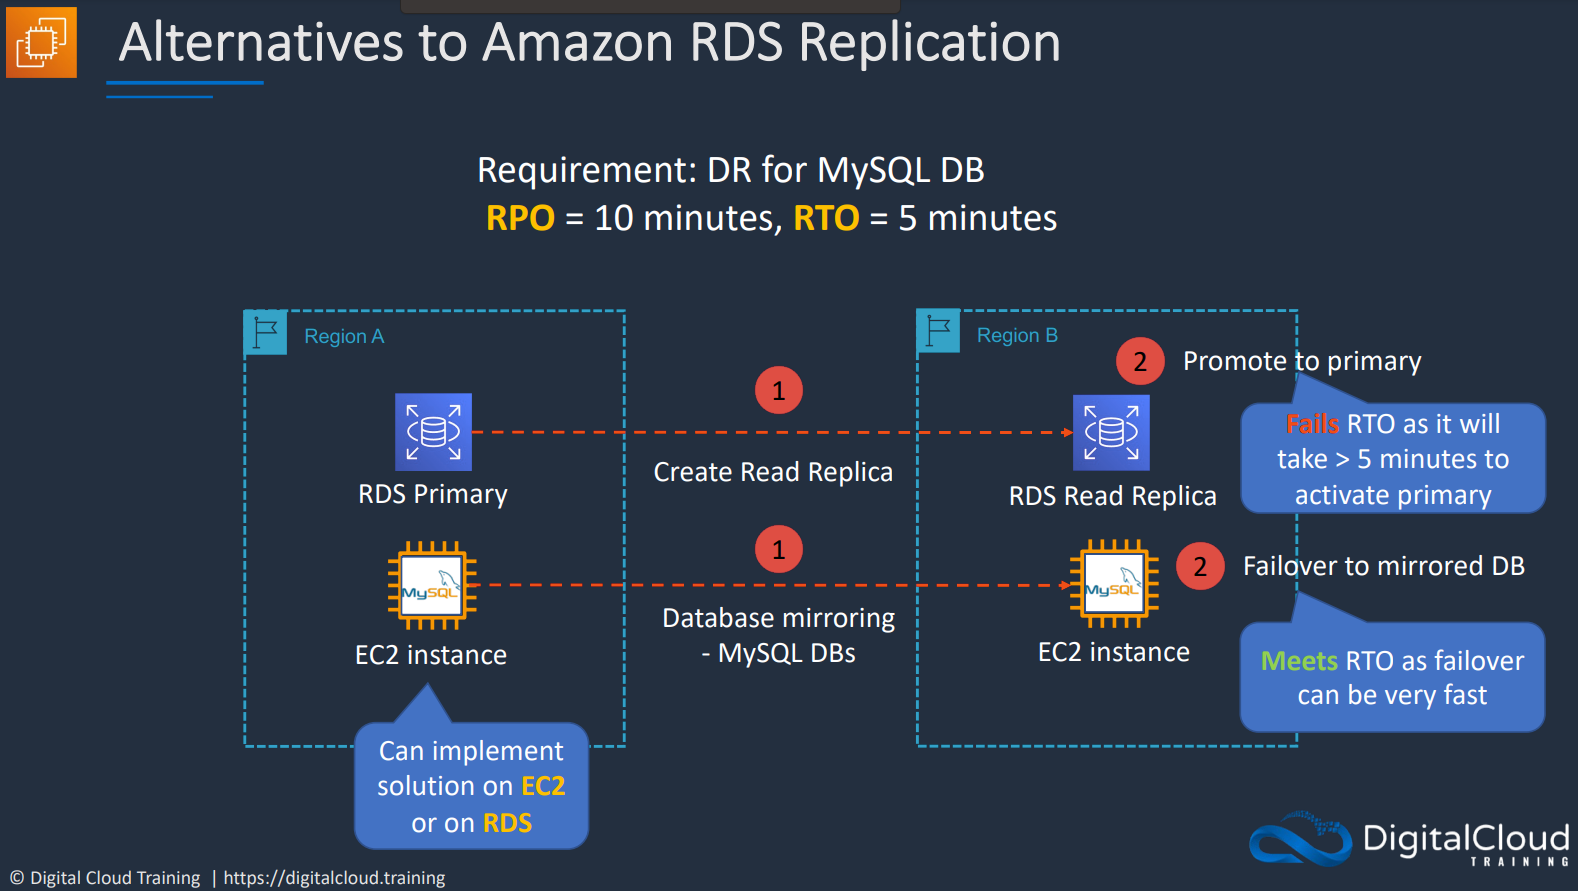 Alternatives to Amazon RDS Replication
Requirement: DR for MySQL DB
RPO = 10 minutes, RTO = 5 minutes
Region A
Region B
1
2 Promote to primary
Fails RTO as it will
take > 5 minutes to
activate primary
Create Read Replica
RDS Primary
RDS Read Replica
1
2 Failover to mirrored DB
MySQL
MySQL
Database mirroring
- MySQL DBs
EC2 instance
EC2 instance
Meets RTO as failover
can be very fast
Can implement
solution on EC2
or on RDS
DigitalCloud
TRAINING
© Digital Cloud Training | https://digitalcloud.training